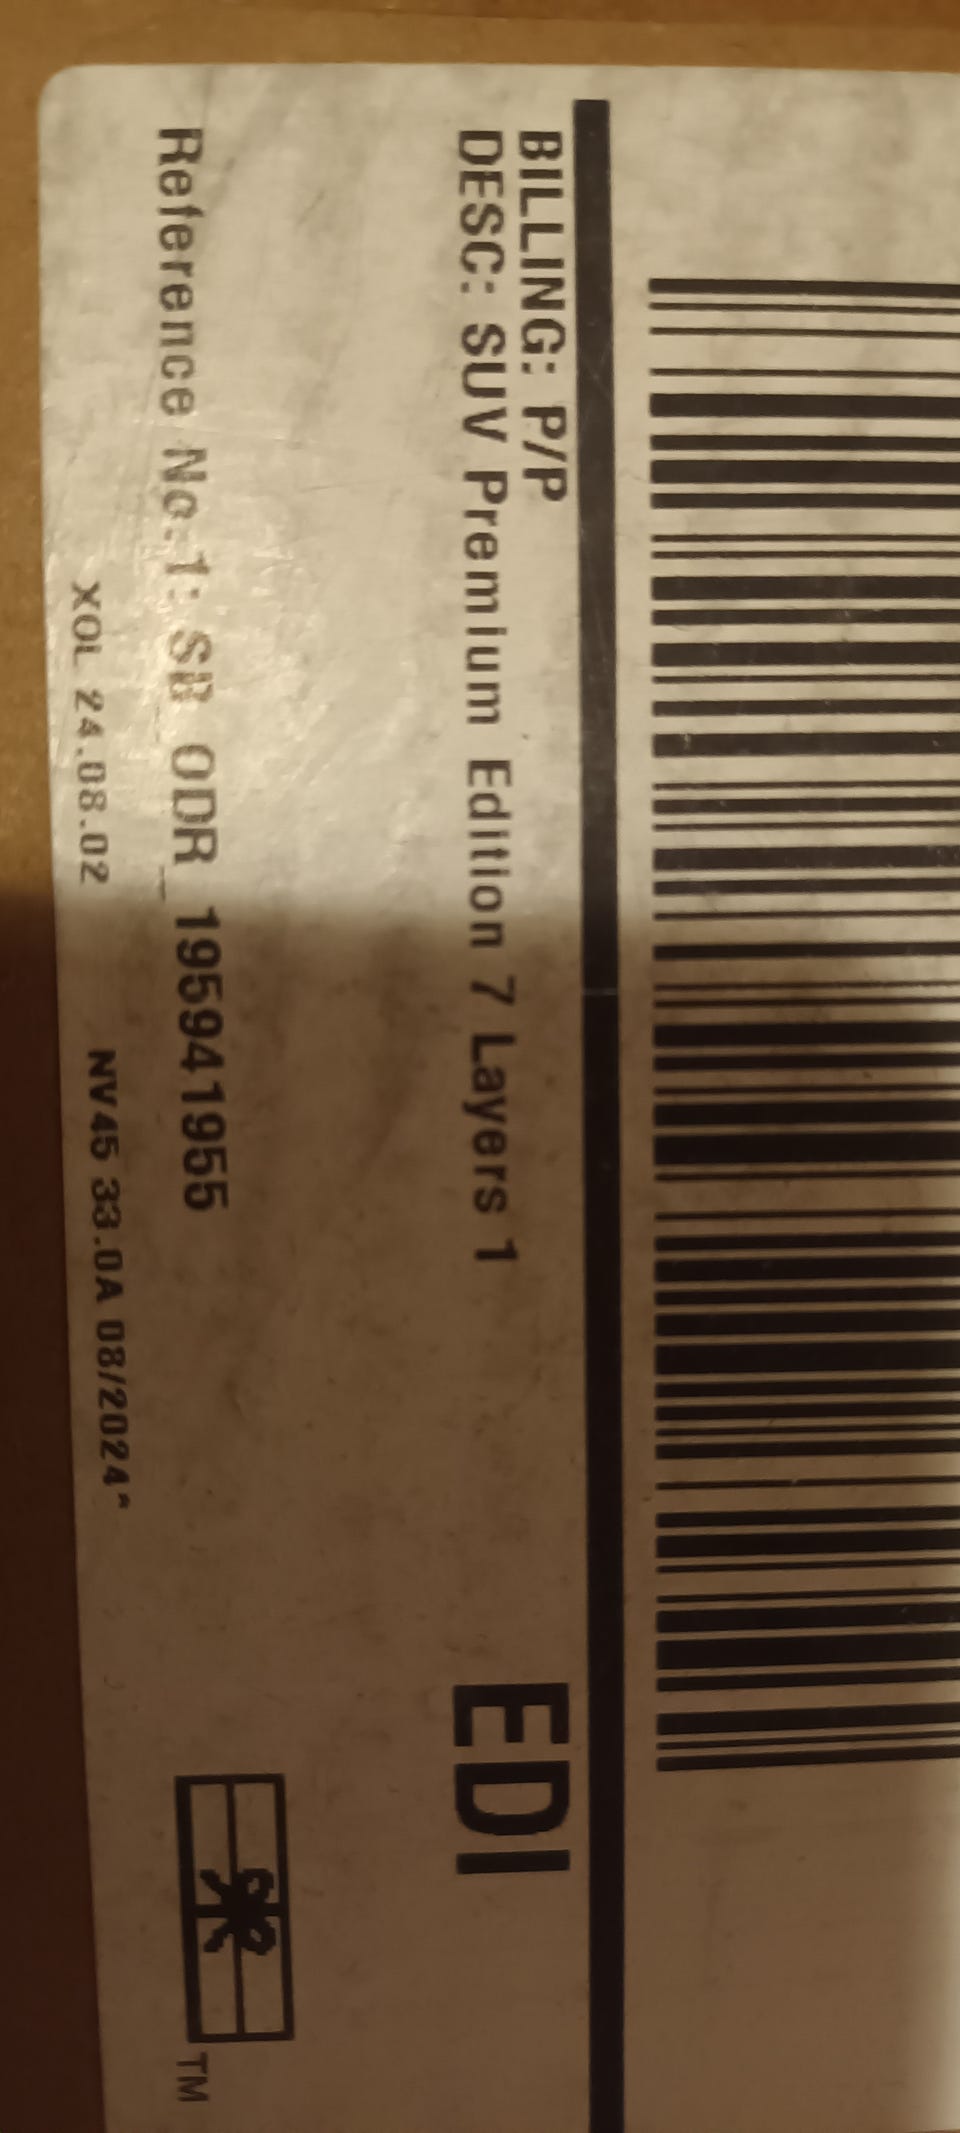 BILLING: P/P
DESC: SUV Premium Edition 7 Layers 1
EDI
Reference No.1: SB_ODR_195941955
XOL 24.08.02
NV45 33.0A 08/2024*
TM